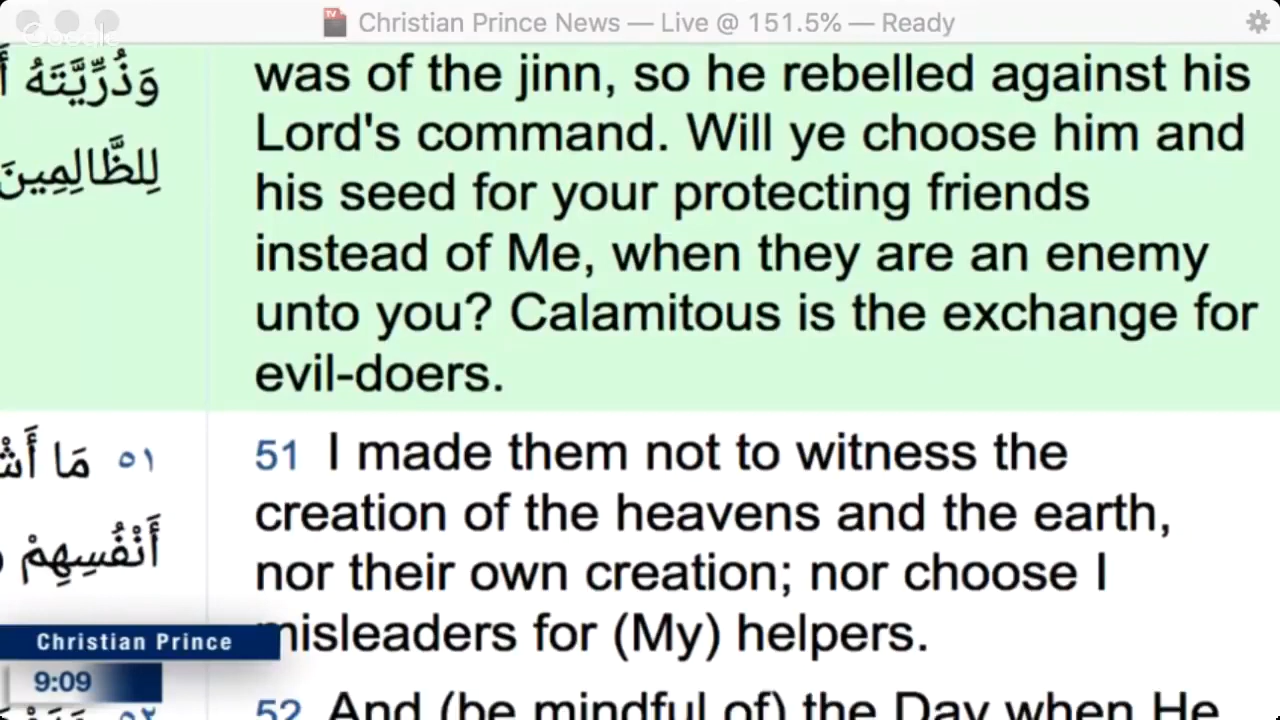 Christian Prince News — Live @ 151.5% — Ready
Google
وَذُرِّيَّتَهُ أ
was of the jinn, so he rebelled against his
Lord's command. Will ye choose him and
لِلظَّالِمِينَ
his seed for your protecting friends
instead of Me, when they are an enemy
unto you? Calamitous is the exchange for
evil-doers.
٥١ مَا أَشْ
51 I made them not to witness the
creation of the heavens and the earth,
أَنْفُسِهِمْ
nor their own creation; nor choose I
misleaders for (My) helpers.
Christian Prince
9:09
٥٢
52 And (be mindful of) the Day when He